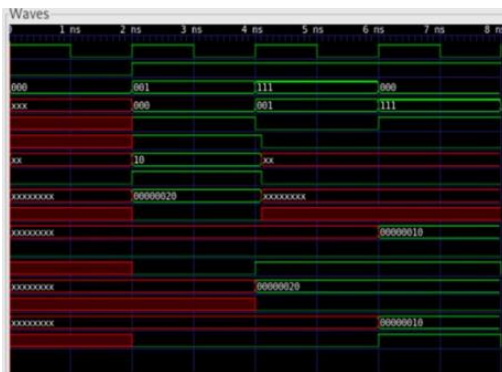 Waves
0 1 ns 2 ns 3 ns 4 ns 5 ns 6 ns 7 ns 8 n
000 001 111 000
xxx 000 001 111
xx 10 xx
xxxxxxxx 00000020 xxxxxxxx
xxxxxxxx 00000010
xxxxxxxx 00000020
xxxxxxxx 00000010